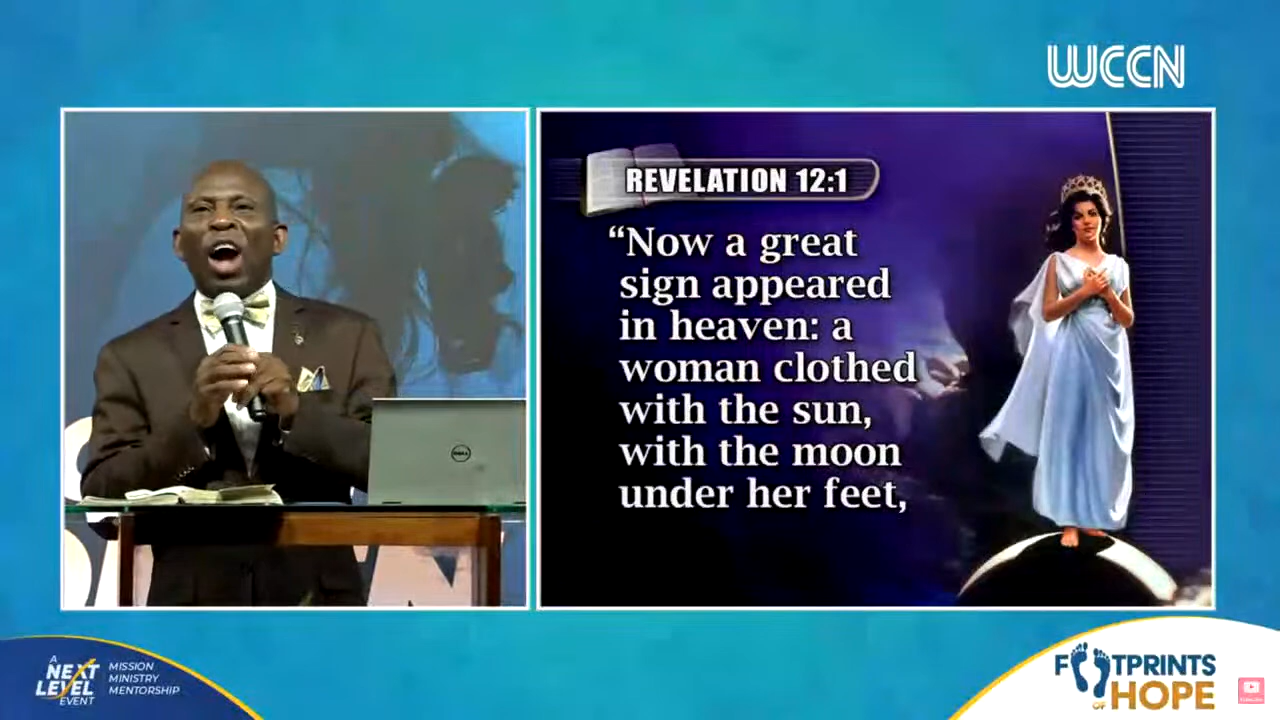 WCCN
REVELATION 12:1
“Now a great
sign appeared
in heaven: a
woman clothed
with the sun,
with the moon
under her feet,
DELL
A
NEXT
LEVEL
EVENT
MISSION
MINISTRY
MENTORSHIP
FOOTPRINTS
OF HOPE